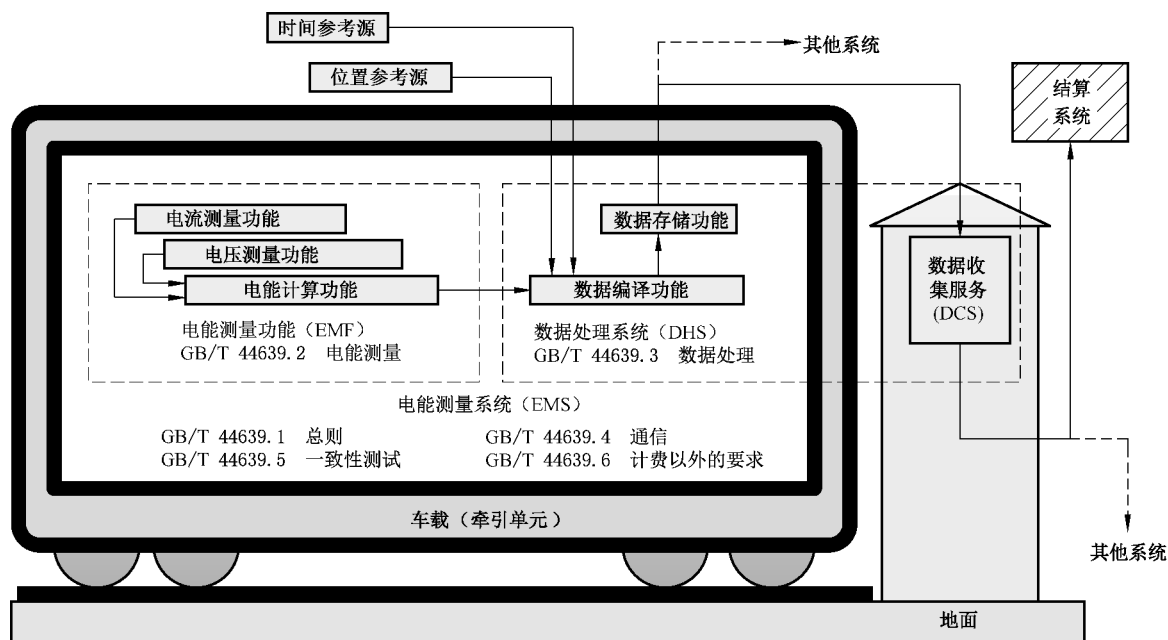 时间参考源
其他系统
位置参考源
结算
系统
电流测量功能
数据存储功能
电压测量功能
数据收
集服务
(DCS)
电能计算功能
数据编译功能
电能测量功能(EMF)
GB/T 44639.2 电能测量
数据处理系统(DHS)
GB/T 44639.3 数据处理
电能测量系统(EMS)
GB/T 44639.1 总则
GB/T 44639.4 通信
GB/T 44639.5 一致性测试
GB/T 44639.6 计费以外的要求
车载(牵引单元)
其他系统
地面